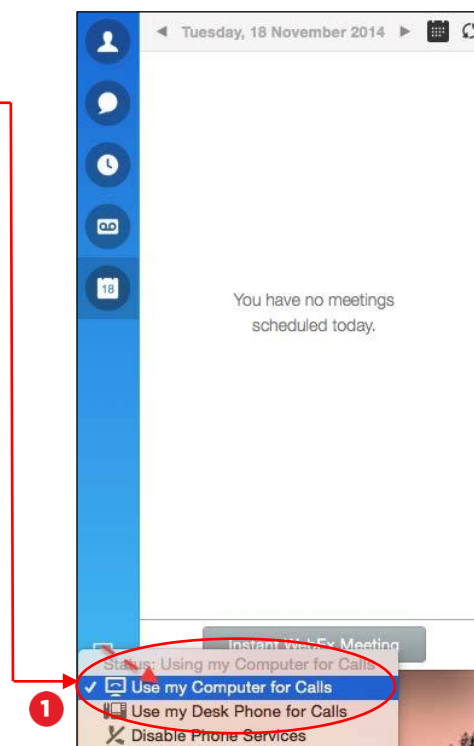 Tuesday, 18 November 2014
18
You have no meetings
scheduled today.
Instant WebEx Meeting
Status: Using my Computer for Calls
✓ Use my Computer for Calls
1
Use my Desk Phone for Calls
Disable Phone Services